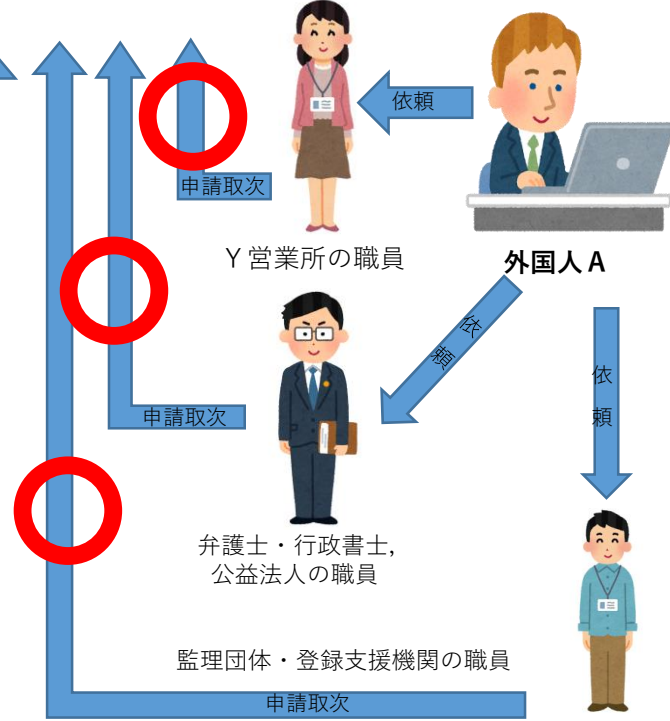 依頼
申請取次
Y営業所の職員
外国人A
依頼
申請取次
依頼
弁護士・行政書士,
公益法人の職員
監理団体・登録支援機関の職員
申請取次